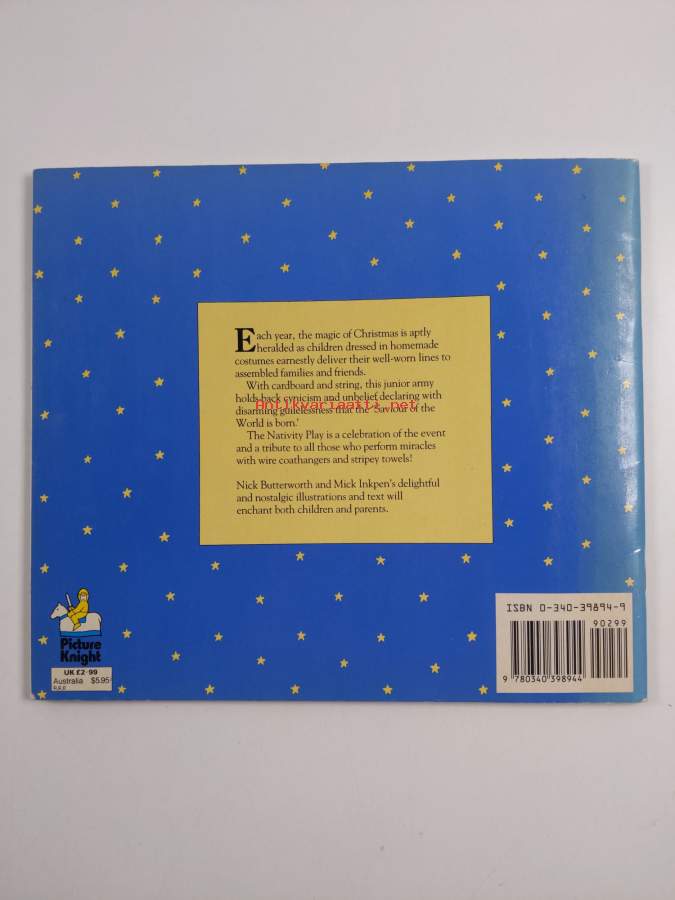 Each year, the magic of Christmas is aptly
heralded as children dressed in homemade
costumes earnestly deliver their well-worn lines to
assembled families and friends.
With cardboard and string, this junior army
holds back cynicism and unbelief declaring with
Antikvariaatti.net
disarming guilelessness that the 'Saviour of the
World is born.'
The Nativity Play is a celebration of the event
and a tribute to all those who perform miracles
with wire coathangers and stripey towels!
Nick Butterworth and Mick Inkpen's delightful
and nostalgic illustrations and text will
enchant both children and parents.
Picture
Knight
UK £2·99
Australia $5.95
ISBN 0-340-39894-9
90299
9 780340 398944